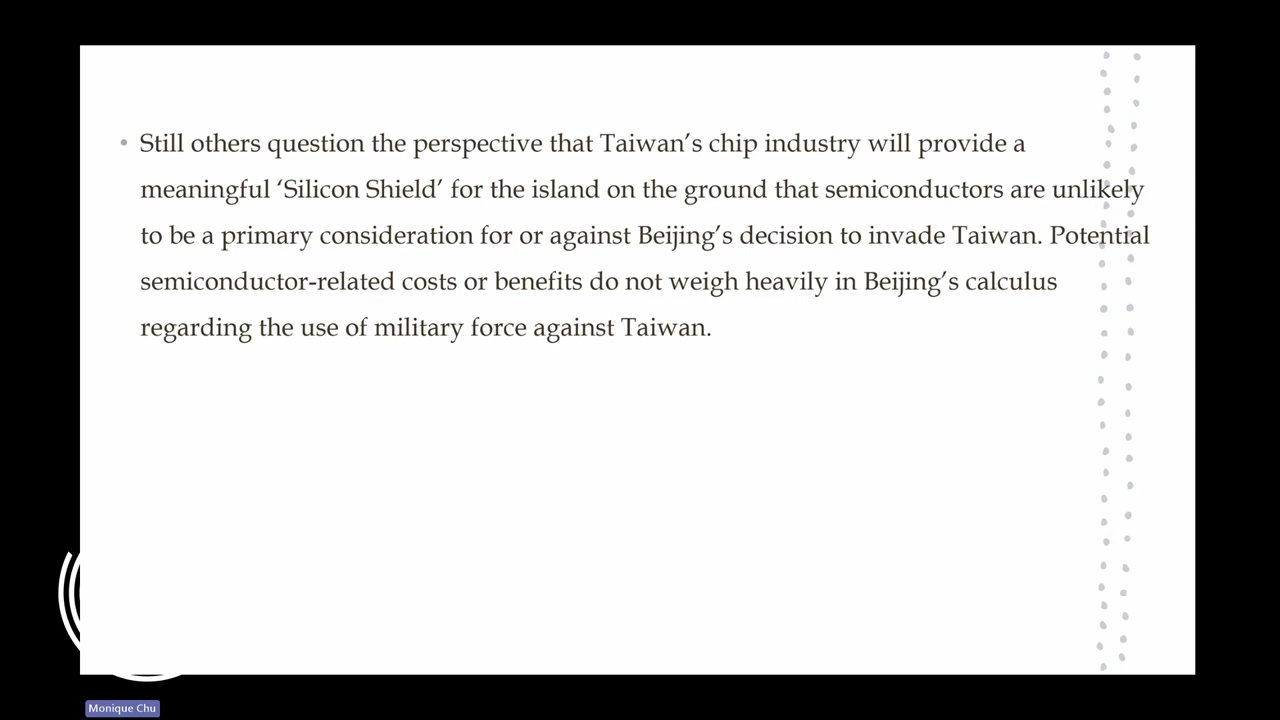 • Still others question the perspective that Taiwan’s chip industry will provide a
meaningful ‘Silicon Shield’ for the island on the ground that semiconductors are unlikely
to be a primary consideration for or against Beijing’s decision to invade Taiwan. Potential
semiconductor-related costs or benefits do not weigh heavily in Beijing’s calculus
regarding the use of military force against Taiwan.
Monique Chu